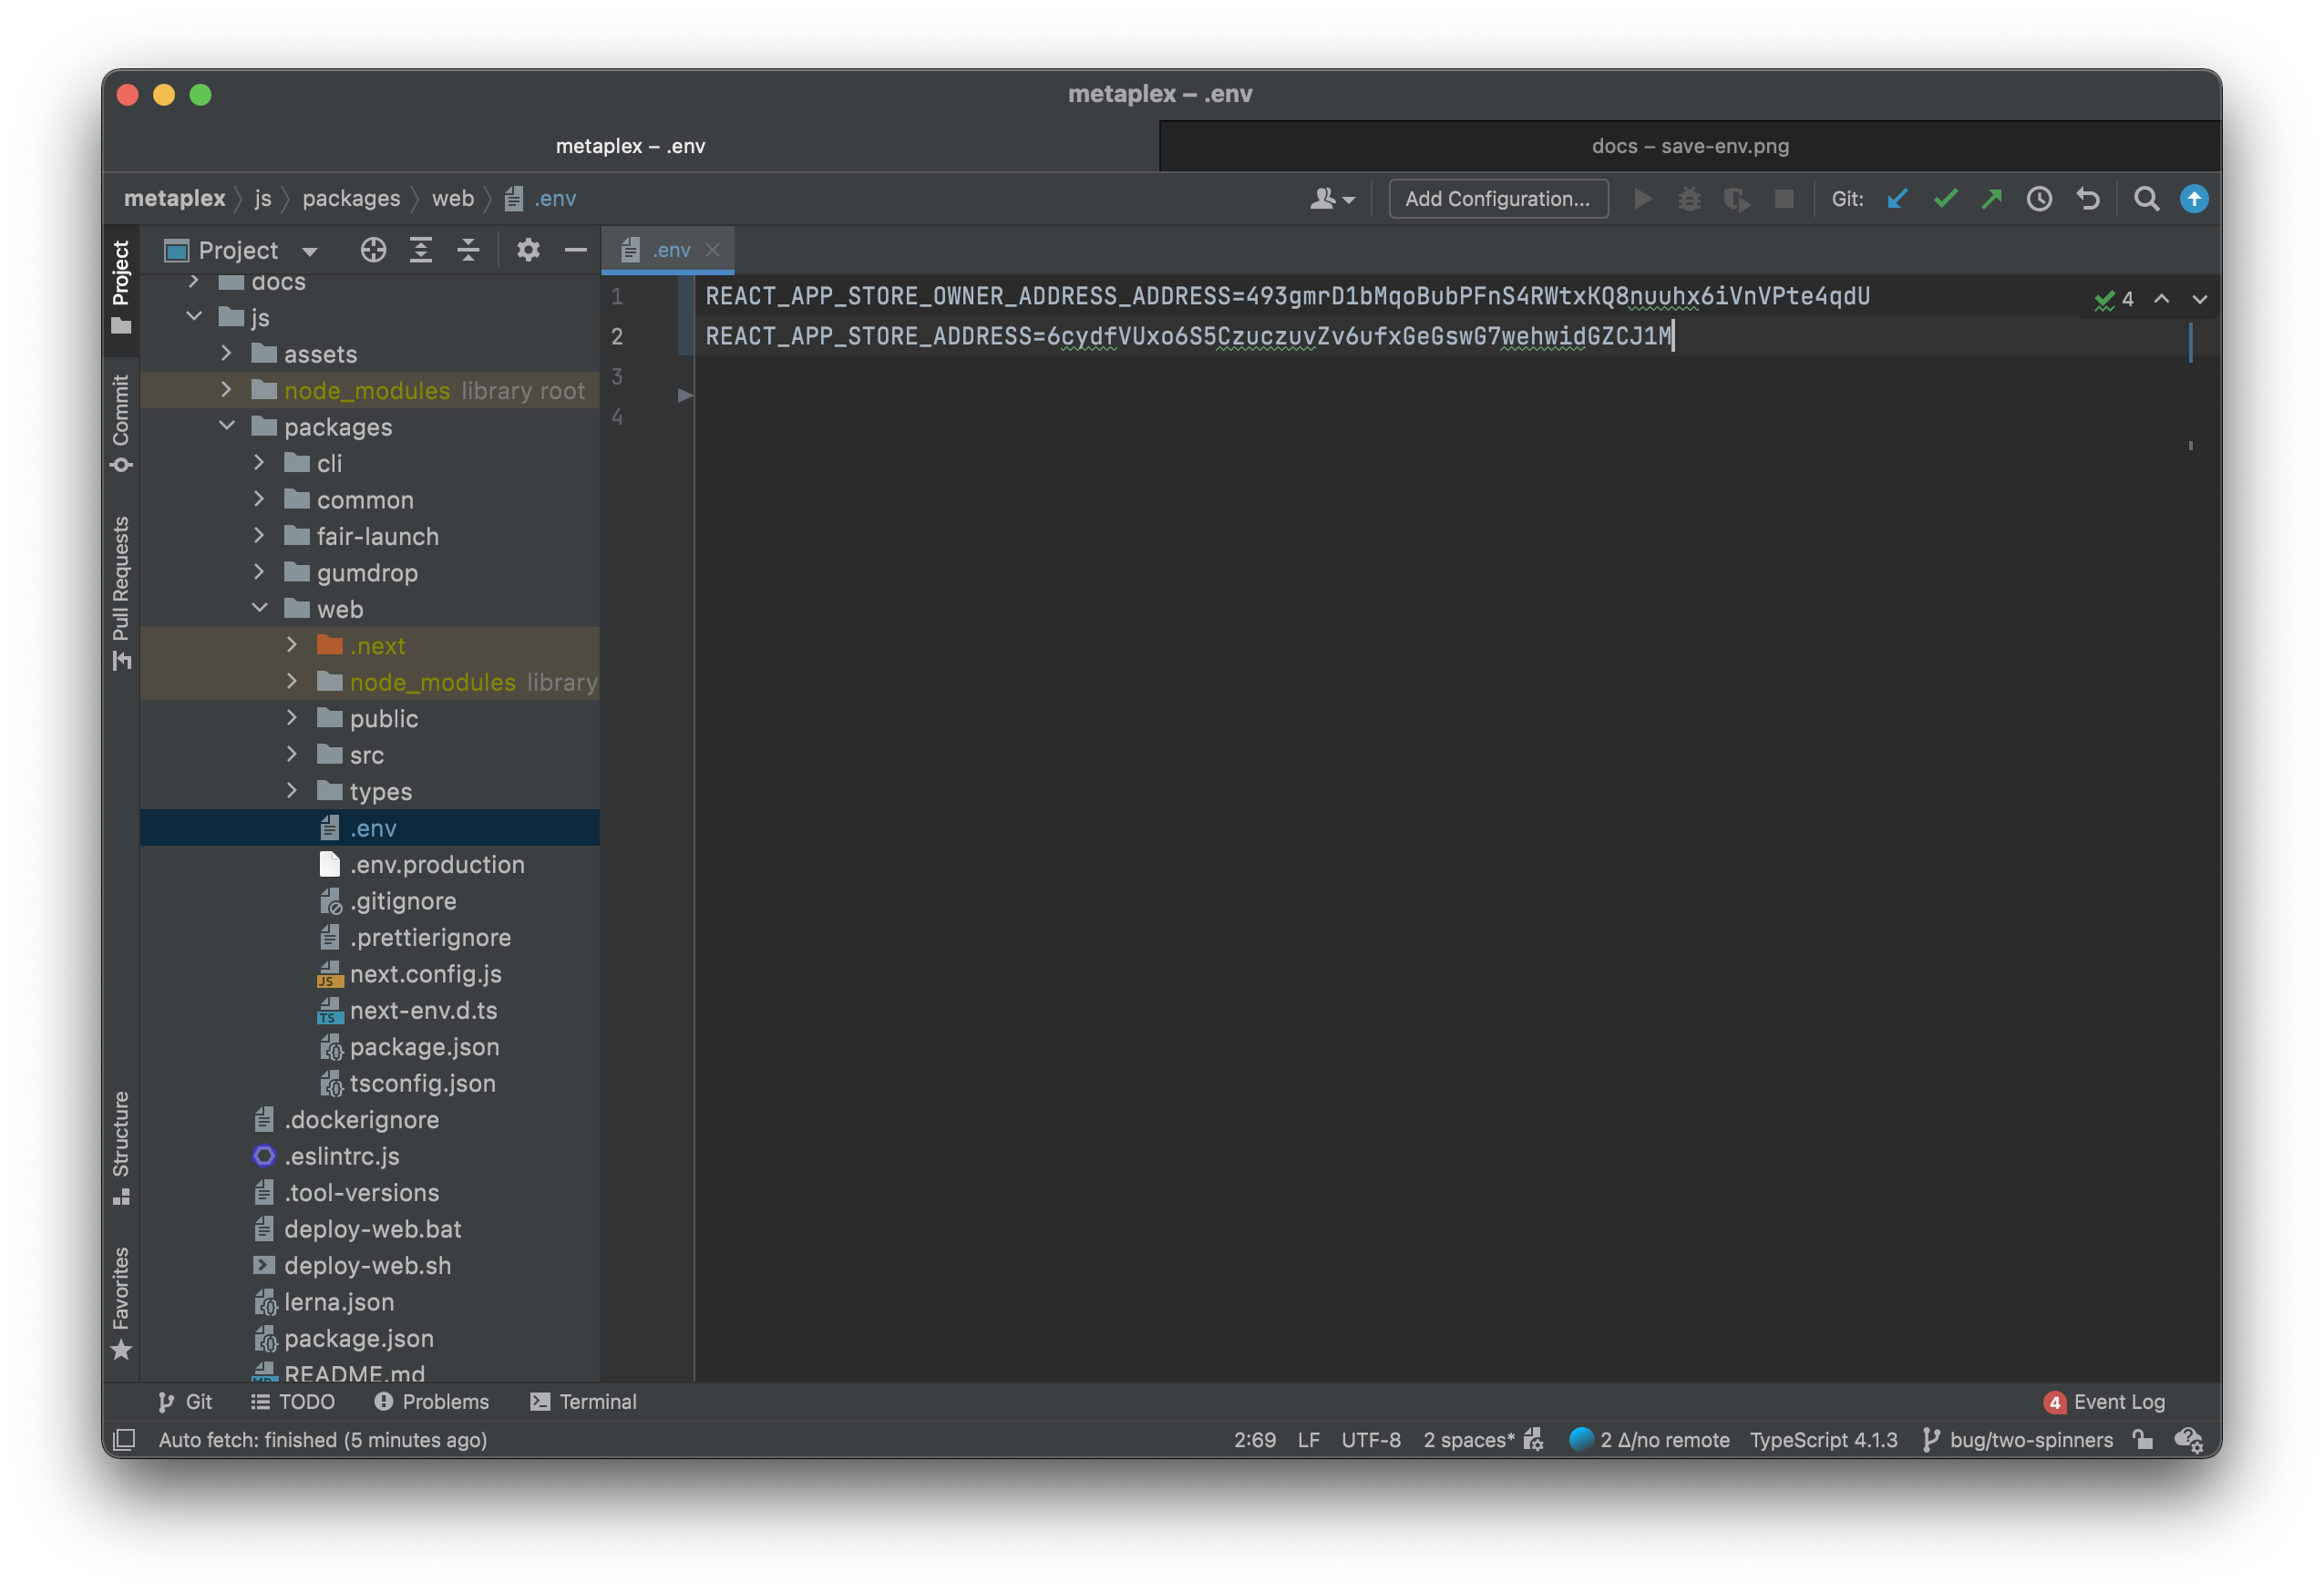 metaplex – .env
metaplex – .env
docs – save-env.png
metaplex
js
packages
web
.env
Add Configuration...
Git:
Project
Project
Commit
Pull Requests
Structure
Favorites
docs
js
assets
node_modules library root
packages
cli
common
fair-launch
gumdrop
web
.next
node_modules library
public
src
types
.env
.env.production
.gitignore
.prettierignore
next.config.js
next-env.d.ts
package.json
tsconfig.json
.dockerignore
.eslintrc.js
.tool-versions
deploy-web.bat
deploy-web.sh
lerna.json
package.json
README.md
.env
1 REACT_APP_STORE_OWNER_ADDRESS_ADDRESS=493gmrD1bMqoBubPFnS4RWtxKQ8nuuhx6iVnVPte4qdU
2 REACT_APP_STORE_ADDRESS=6cydfVUxo6S5CzuczuvZv6ufxGeGswG7wehwidGZCJ1M
3
4
4
Git
TODO
Problems
Terminal
4 Event Log
Auto fetch: finished (5 minutes ago)
2:69
LF
UTF-8
2 spaces*
2 Δ/no remote
TypeScript 4.1.3
bug/two-spinners